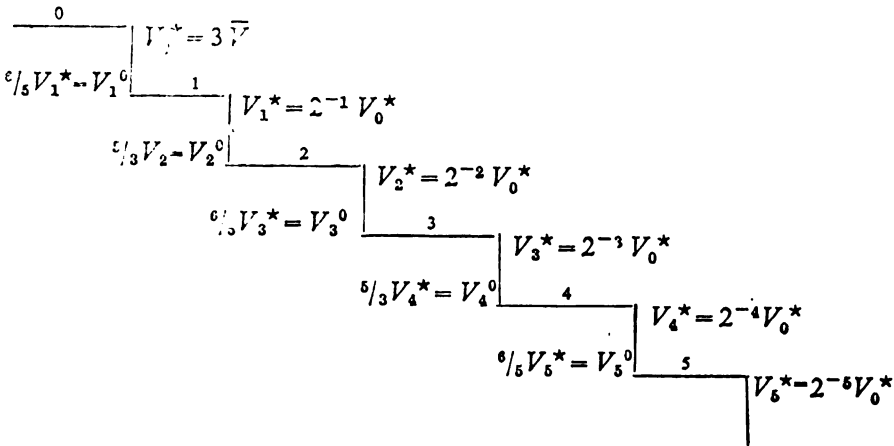 0
V* = 3 V̅
⁶/₅ V₁* = V₁⁰
1
V₁* = 2⁻¹ V₀*
⁵/₃ V₂ = V₂⁰
2
V₂* = 2⁻² V₀*
⁶/₅ V₃* = V₃⁰
3
V₃* = 2⁻³ V₀*
⁵/₃ V₄* = V₄⁰
4
V₄* = 2⁻⁴ V₀*
⁶/₅ V₅* = V₅⁰
5
V₅* = 2⁻⁵ V₀*